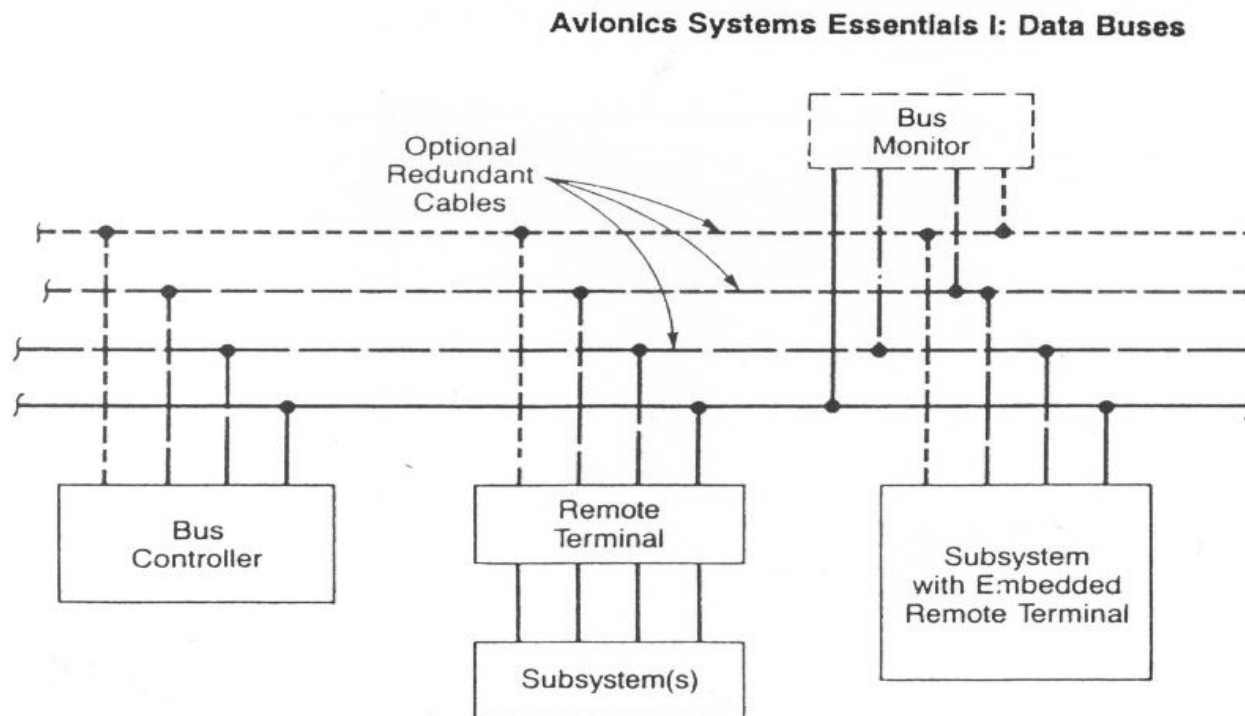 Avionics Systems Essentials I: Data Buses
Bus
Monitor
Optional
Redundant
Cables
Bus
Controller
Remote
Terminal
Subsystem
with Embedded
Remote Terminal
Subsystem(s)